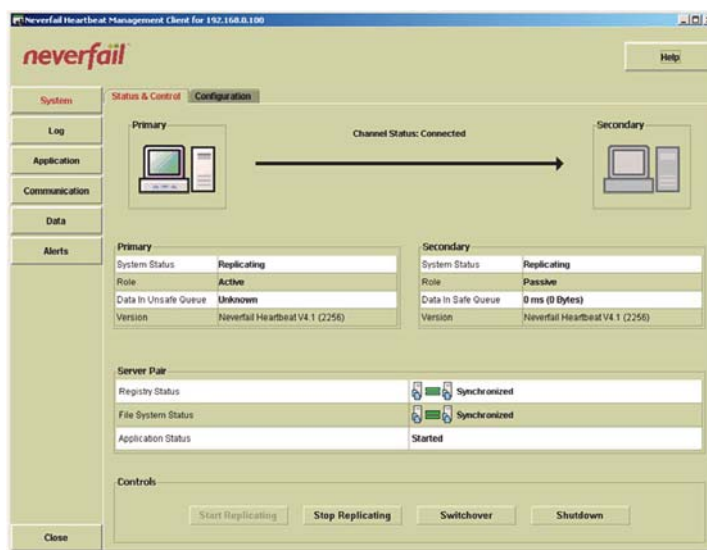 Neverfail Heartbeat Management Client for 192.168.0.100
neverfail
Help
System
Log
Application
Communication
Data
Alerts
Close
Status & Control Configuration
Primary
Channel Status: Connected
Secondary
Primary
System Status Replicating
Role Active
Data In Unsafe Queue Unknown
Version Neverfail Heartbeat V4.1 (2256)
Secondary
System Status Replicating
Role Passive
Data In Safe Queue 0 ms (0 Bytes)
Version Neverfail Heartbeat V4.1 (2256)
Server Pair
Registry Status Synchronized
File System Status Synchronized
Application Status Started
Controls
Start Replicating Stop Replicating Switchover Shutdown